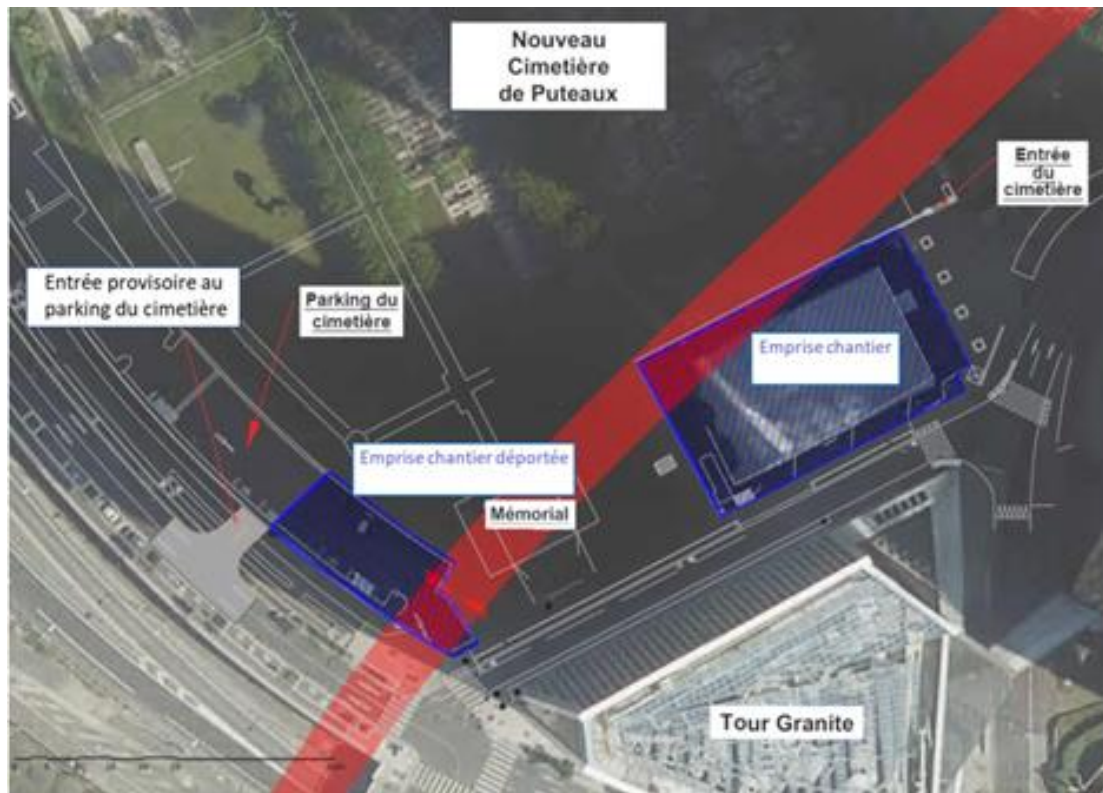 Nouveau
Cimetière
de Puteaux
Entrée
du
cimetière
Entrée provisoire au
parking du cimetière
Parking du
cimetière
Emprise chantier
Emprise chantier déportée
Mémorial
Tour Granite